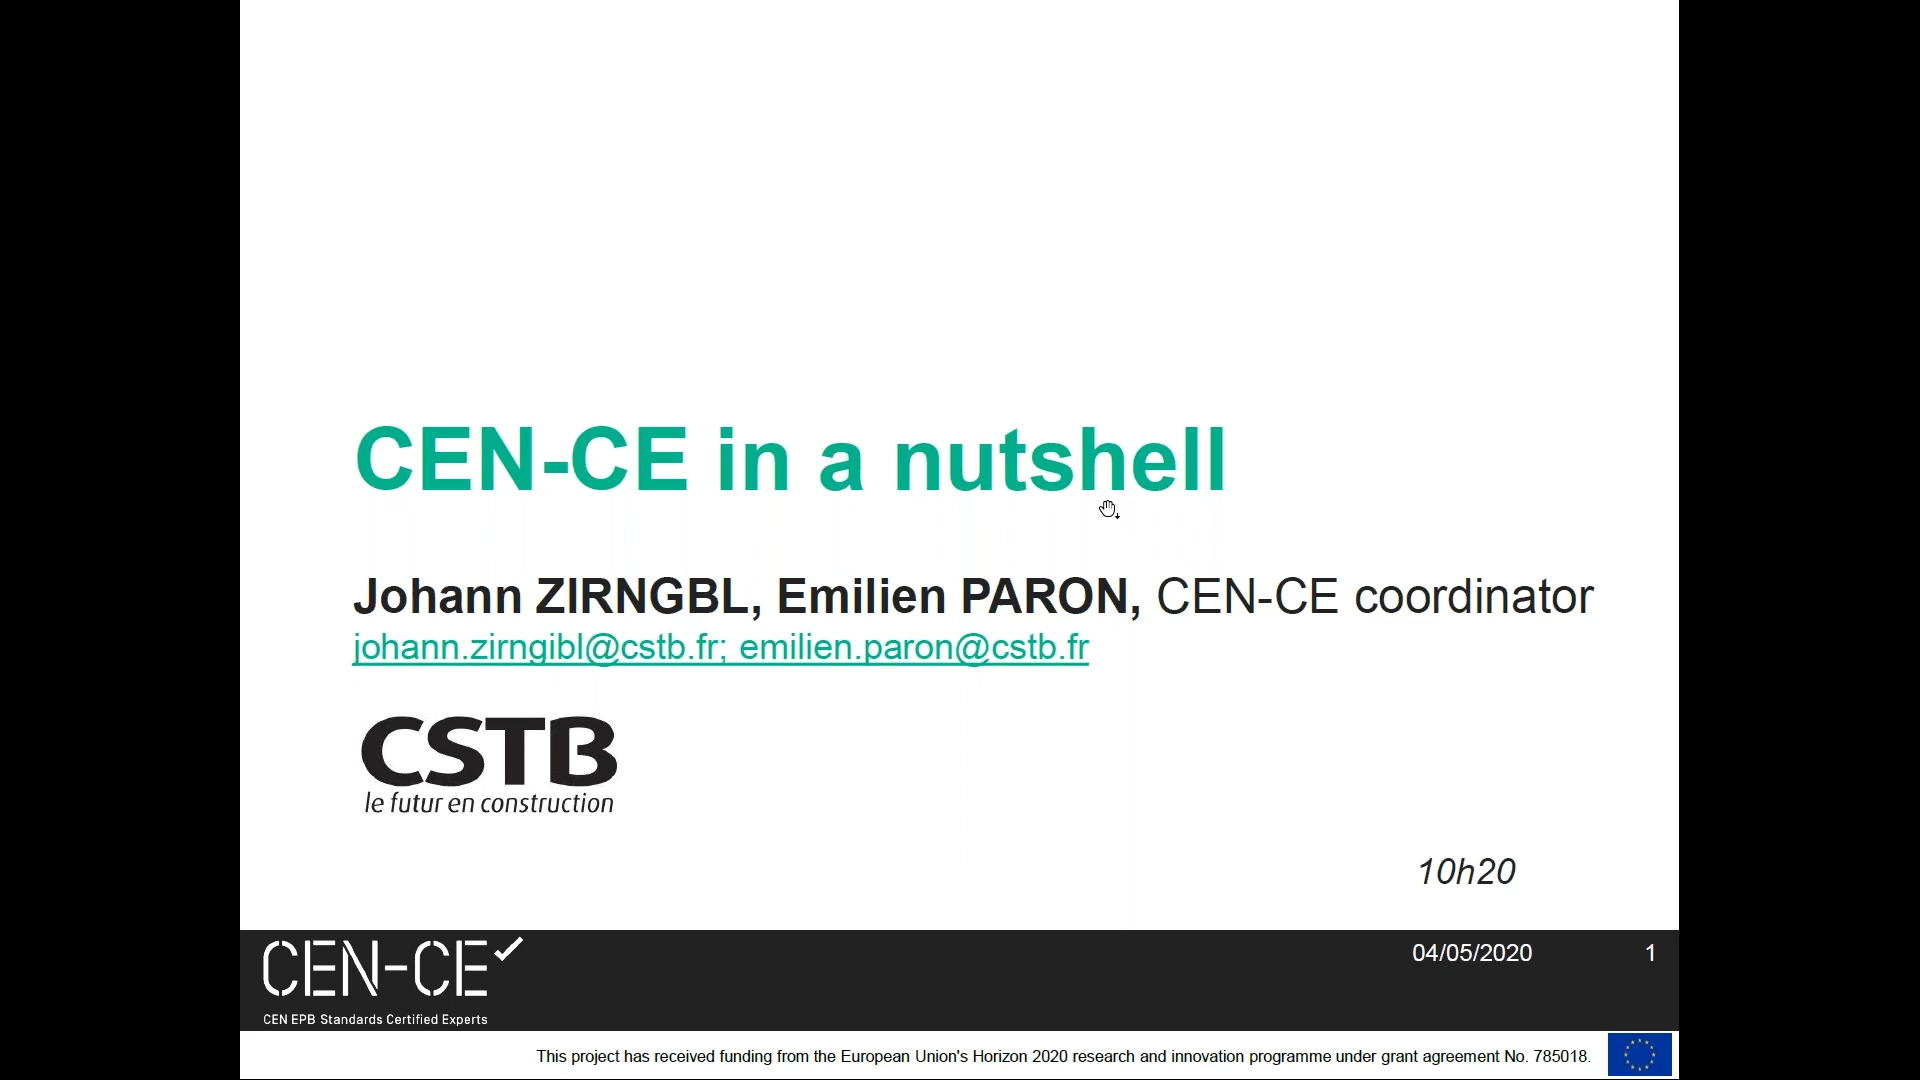 CEN-CE in a nutshell
Johann ZIRNGBL, Emilien PARON, CEN-CE coordinator
johann.zirngibl@cstb.fr; emilien.paron@cstb.fr
CSTB
le futur en construction
10h20
CEN-CE
CEN EPB Standards Certified Experts
04/05/2020
1
This project has received funding from the European Union's Horizon 2020 research and innovation programme under grant agreement No. 785018.